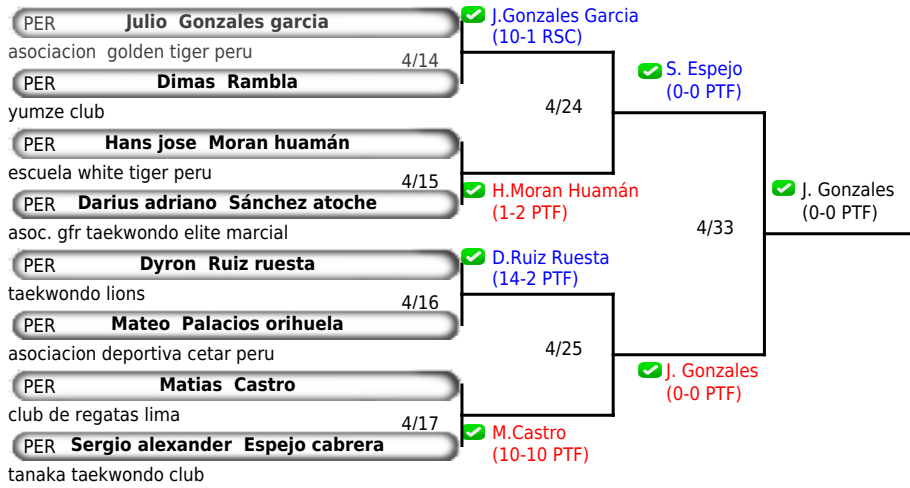 PER Julio Gonzales garcia
asociacion golden tiger peru
4/14
PER Dimas Rambla
yumze club
PER Hans jose Moran huamán
escuela white tiger peru
4/15
PER Darius adriano Sánchez atoche
asoc. gfr taekwondo elite marcial
PER Dyron Ruiz ruesta
taekwondo lions
4/16
PER Mateo Palacios orihuela
asociacion deportiva cetar peru
PER Matias Castro
club de regatas lima
4/17
PER Sergio alexander Espejo cabrera
tanaka taekwondo club
J.Gonzales Garcia
(10-1 RSC)
4/24
H.Moran Huamán
(1-2 PTF)
D.Ruiz Ruesta
(14-2 PTF)
4/25
M.Castro
(10-10 PTF)
S. Espejo
(0-0 PTF)
4/33
J. Gonzales
(0-0 PTF)
J. Gonzales
(0-0 PTF)